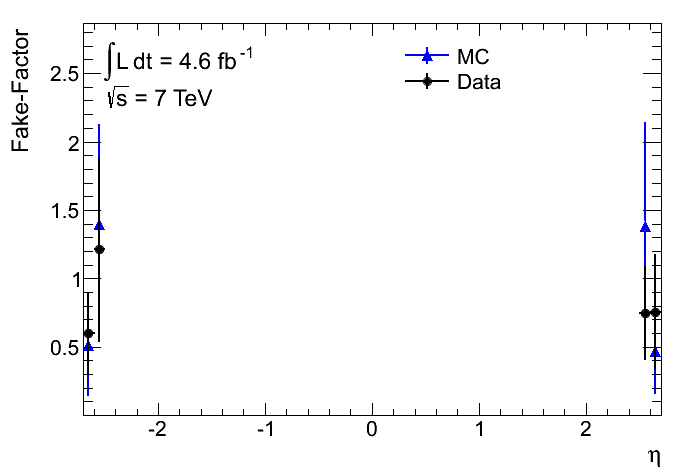 Fake-Factor
∫L dt = 4.6 fb⁻¹
√s = 7 TeV
MC
Data
2.5
2
1.5
1
0.5
-2 -1 0 1 2
η